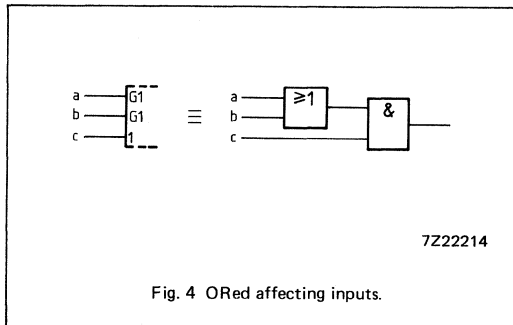 a G1 a ≥1
b G1 ≡ b &
c 1 c
7Z22214
Fig. 4 ORed affecting inputs.